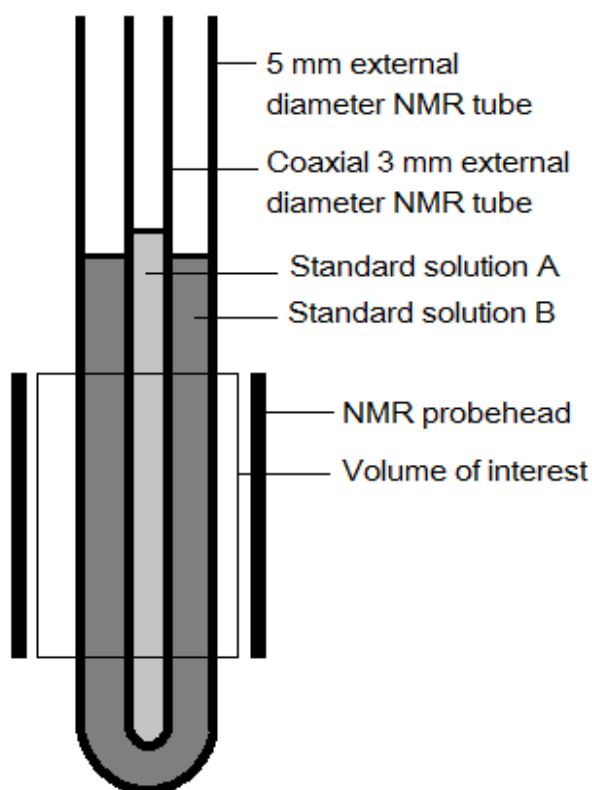 5 mm external
diameter NMR tube
Coaxial 3 mm external
diameter NMR tube
Standard solution A
Standard solution B
NMR probehead
Volume of interest